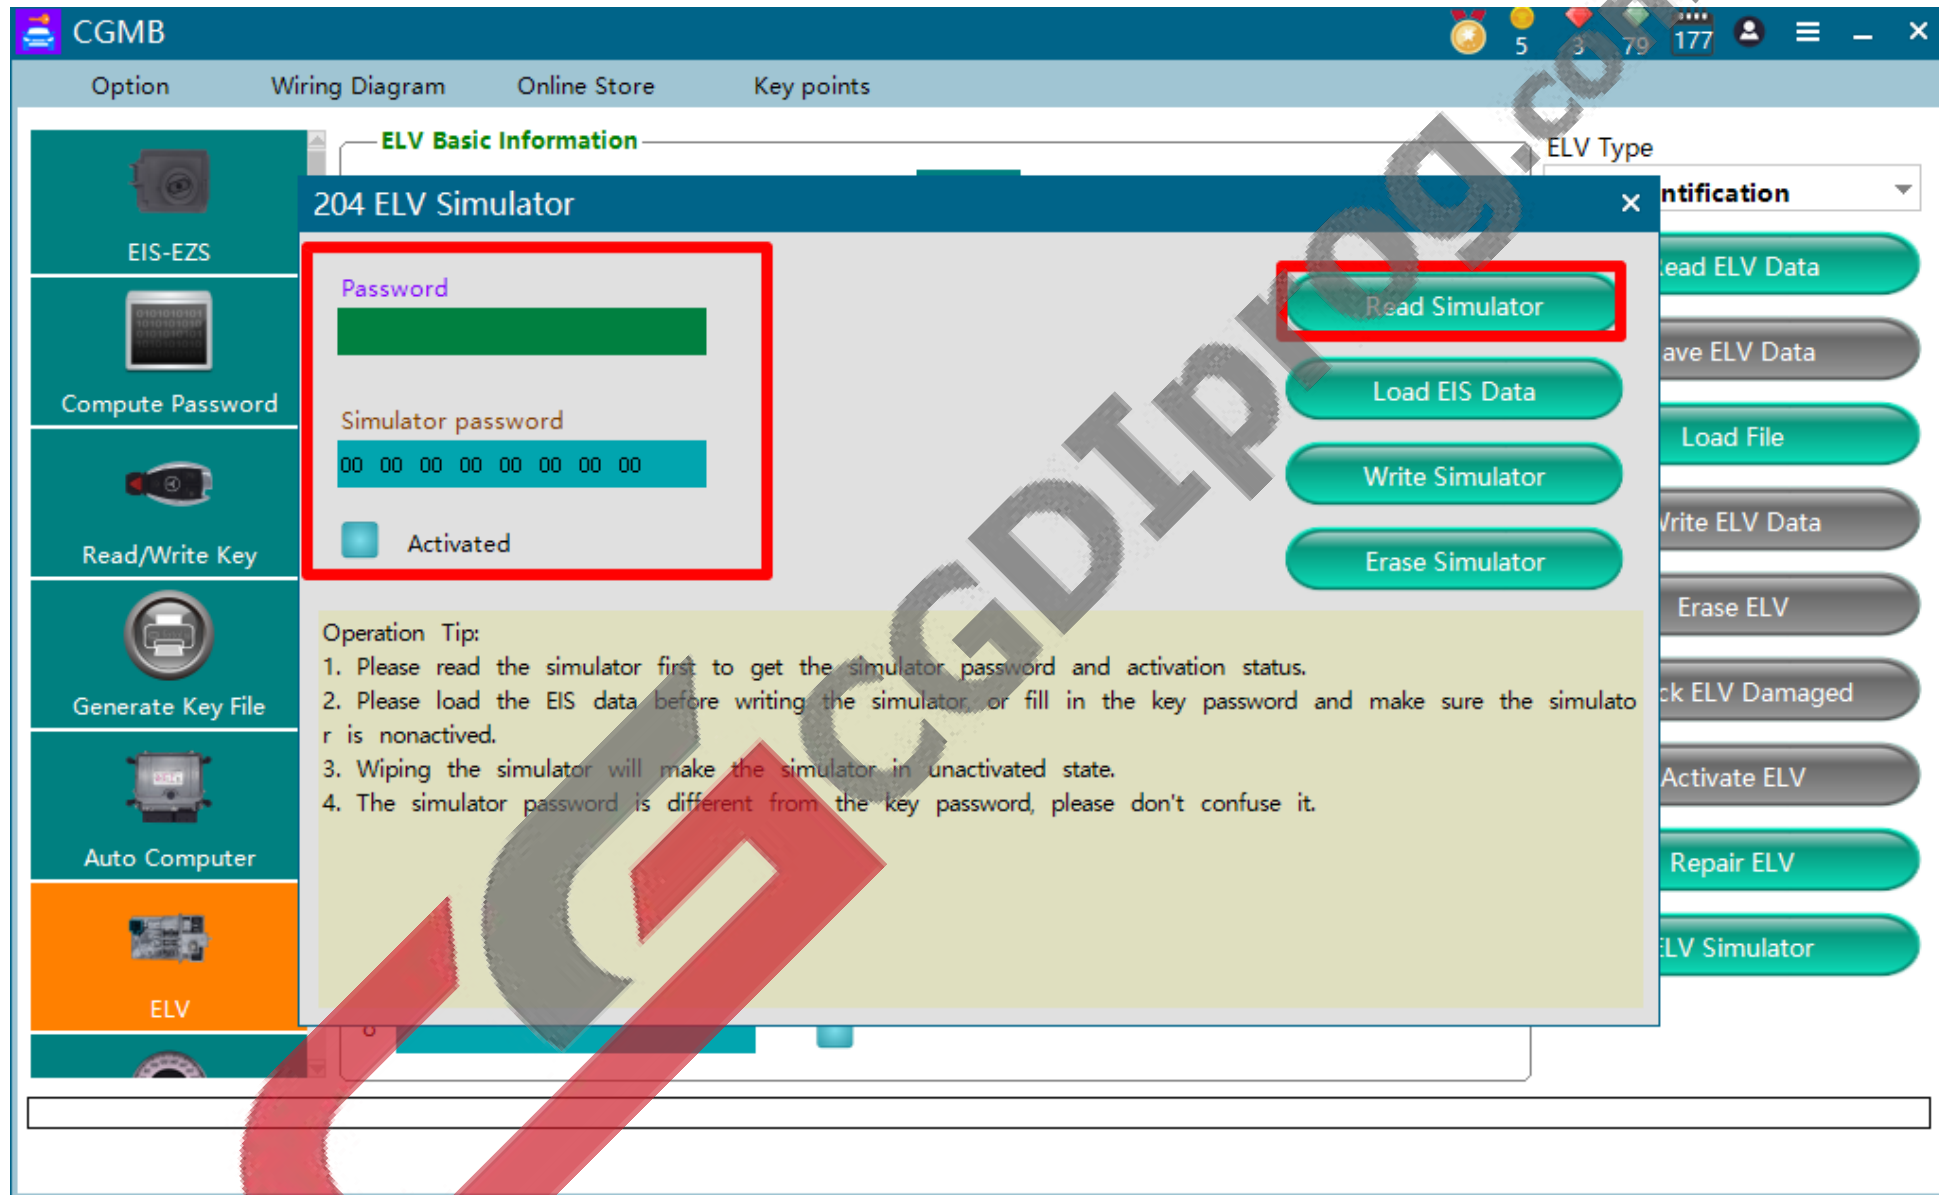 CGMB
5
3
79
177
Option
Wiring Diagram
Online Store
Key points
ELV Basic Information
ELV Type
ntification
EIS-EZS
Compute Password
Read/Write Key
Generate Key File
Auto Computer
ELV
204 ELV Simulator
Password
Simulator password
00 00 00 00 00 00 00 00
Activated
Read Simulator
Load EIS Data
Write Simulator
Erase Simulator
Operation Tip:
1. Please read the simulator first to get the simulator password and activation status.
2. Please load the EIS data before writing the simulator, or fill in the key password and make sure the simulato
r is nonactived.
3. Wiping the simulator will make the simulator in unactivated state.
4. The simulator password is different from the key password, please don't confuse it.
ead ELV Data
ave ELV Data
Load File
Write ELV Data
Erase ELV
ck ELV Damaged
Activate ELV
Repair ELV
ELV Simulator
CGDIprog.com